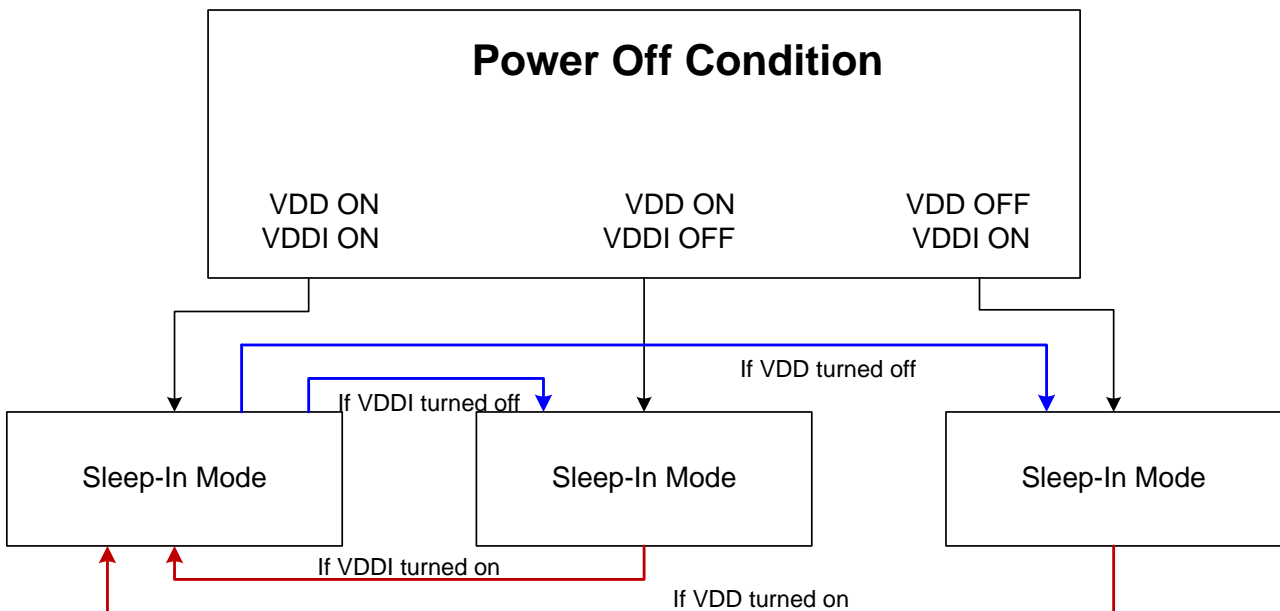 Power Off Condition
VDD ON
VDDI ON
VDD ON
VDDI OFF
VDD OFF
VDDI ON
If VDD turned off
If VDDI turned off
Sleep-In Mode
Sleep-In Mode
Sleep-In Mode
If VDDI turned on
If VDD turned on